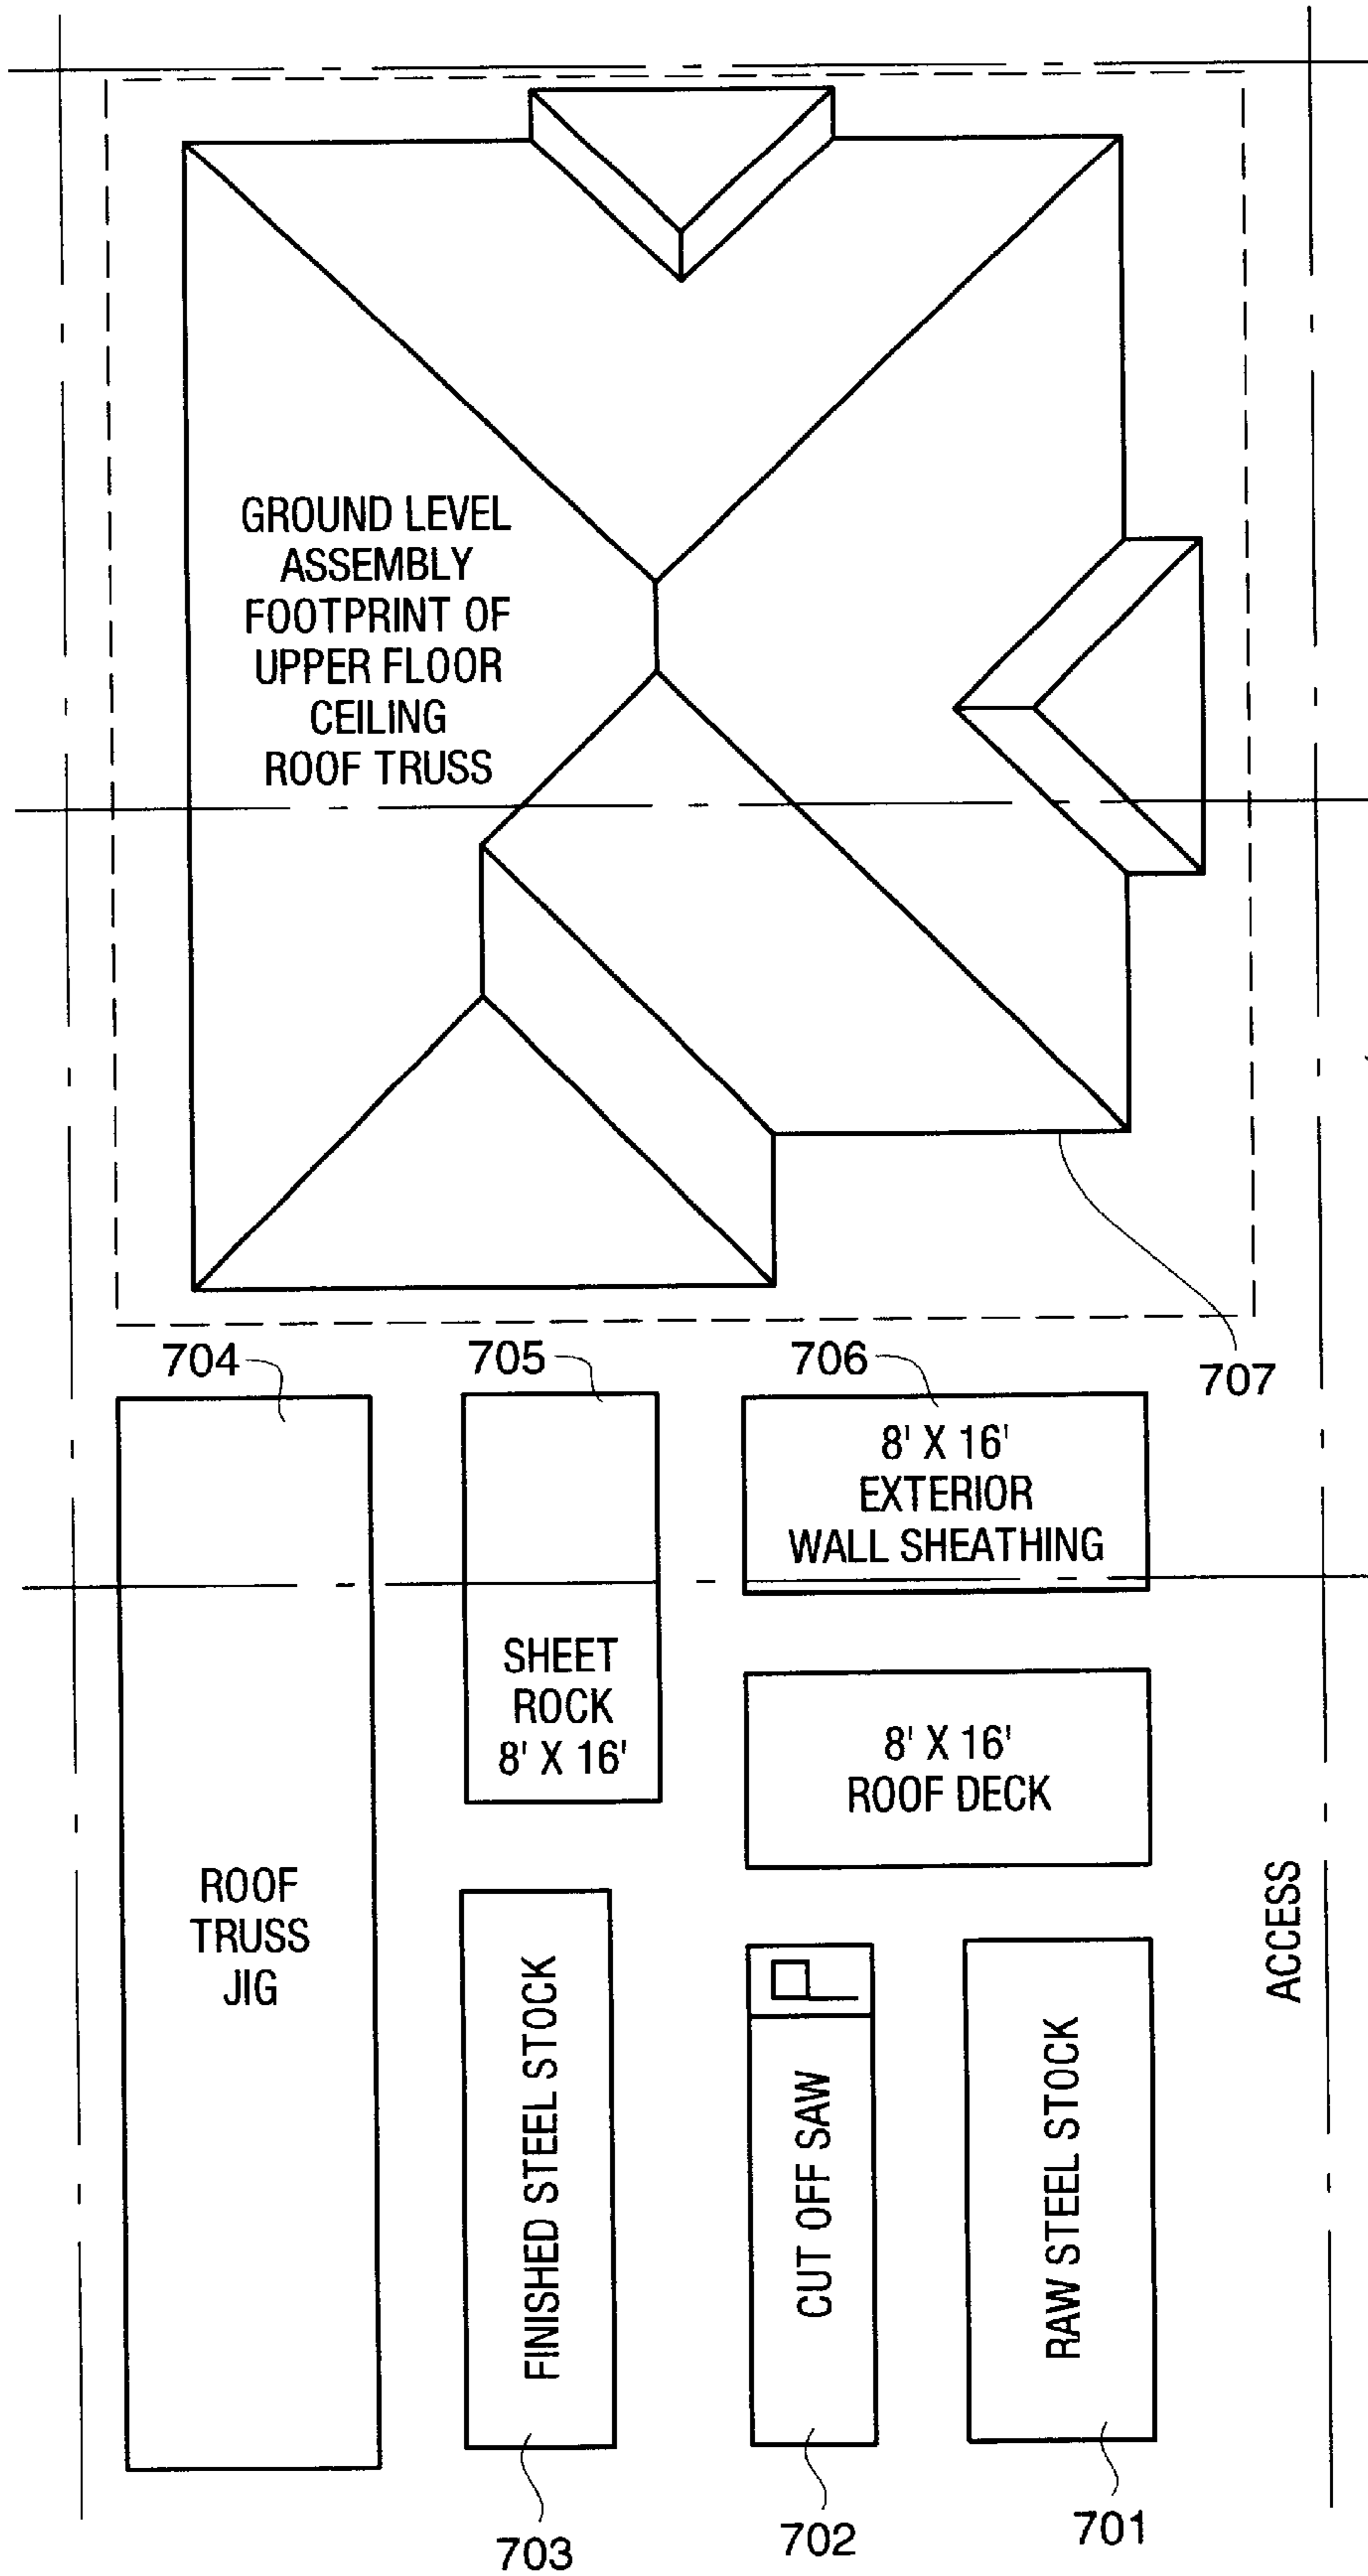 GROUND LEVEL
ASSEMBLY
FOOTPRINT OF
UPPER FLOOR
CEILING
ROOF TRUSS
704
705
706
707
8' X 16'
EXTERIOR
WALL SHEATHING
SHEET
ROCK
8' X 16'
8' X 16'
ROOF DECK
ROOF
TRUSS
JIG
FINISHED STEEL STOCK
CUT OFF SAW
RAW STEEL STOCK
ACCESS
703
702
701